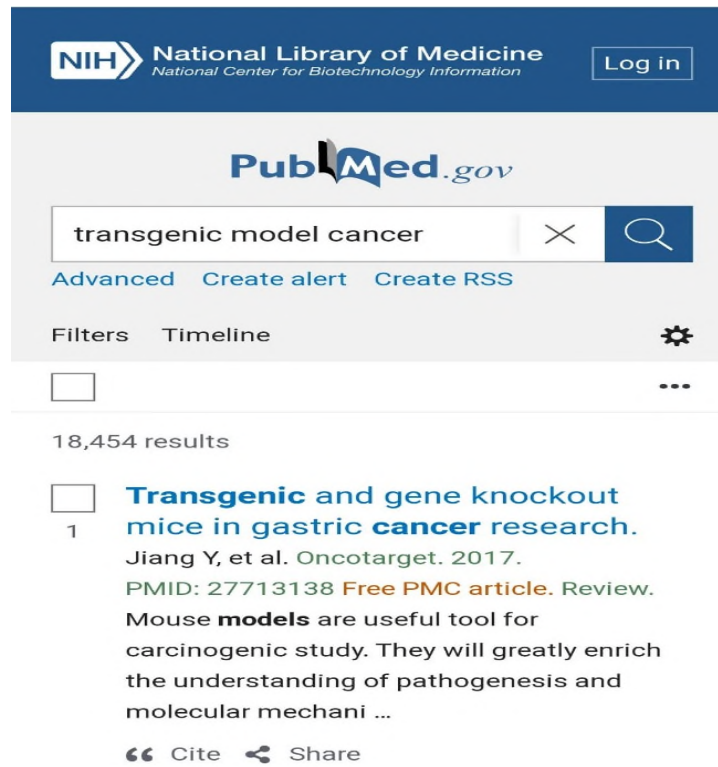 NIH National Library of Medicine
National Center for Biotechnology Information
Log in
PubMed.gov
transgenic model cancer
Advanced Create alert Create RSS
Filters Timeline
18,454 results
1
Transgenic and gene knockout
mice in gastric cancer research.
Jiang Y, et al. Oncotarget. 2017.
PMID: 27713138 Free PMC article. Review.
Mouse models are useful tool for
carcinogenic study. They will greatly enrich
the understanding of pathogenesis and
molecular mechani ...
Cite Share